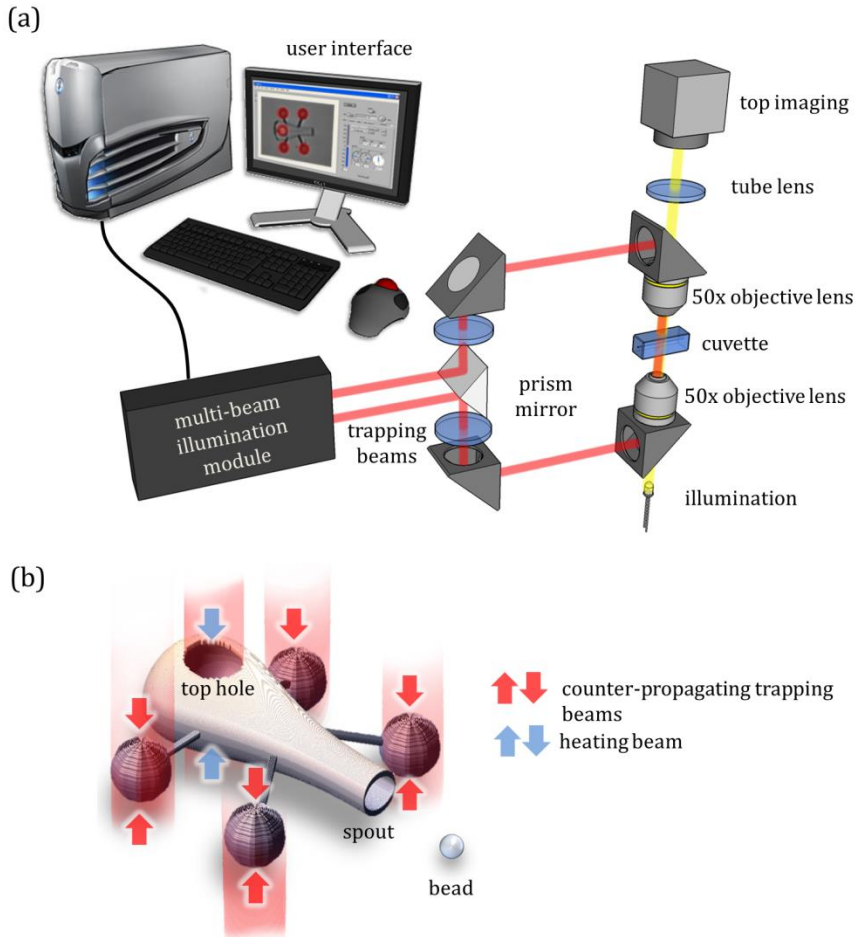 (a)
user interface
top imaging
tube lens
50x objective lens
cuvette
50x objective lens
prism
mirror
multi-beam
illumination
module
trapping
beams
illumination
(b)
top hole
spout
bead
counter-propagating trapping
beams
heating beam